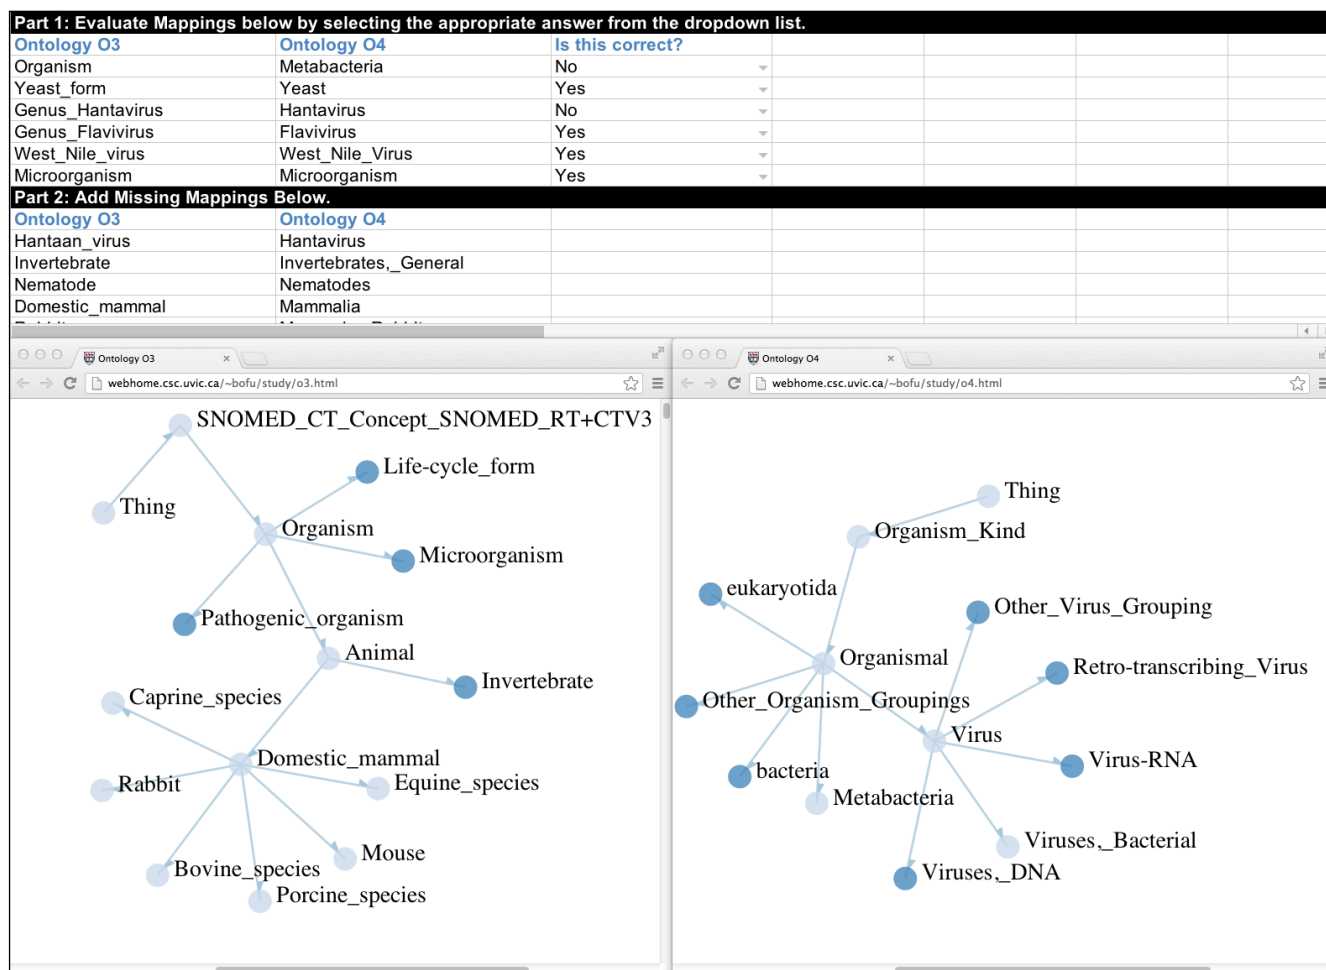 Part 1: Evaluate Mappings below by selecting the appropriate answer from the dropdown list.
Ontology O3 Ontology O4 Is this correct?
Organism Metabacteria No
Yeast_form Yeast Yes
Genus_Hantavirus Hantavirus No
Genus_Flavivirus Flavivirus Yes
West_Nile_virus West_Nile_Virus Yes
Microorganism Microorganism Yes
Part 2: Add Missing Mappings Below.
Ontology O3 Ontology O4
Hantaan_virus Hantavirus
Invertebrate Invertebrates,_General
Nematode Nematodes
Domestic_mammal Mammalia
Ontology O3
webhome.csc.uvic.ca/~bofu/study/o3.html
SNOMED_CT_Concept_SNOMED_RT+CTV3
Life-cycle_form
Thing
Organism
Microorganism
Pathogenic_organism
Animal
Invertebrate
Caprine_species
Domestic_mammal
Rabbit
Equine_species
Mouse
Bovine_species
Porcine_species
Ontology O4
webhome.csc.uvic.ca/~bofu/study/o4.html
Thing
Organism_Kind
eukaryotida
Other_Virus_Grouping
Organismal
Retro-transcribing_Virus
Other_Organism_Groupings
Virus
Virus-RNA
bacteria
Metabacteria
Viruses,_Bacterial
Viruses,_DNA